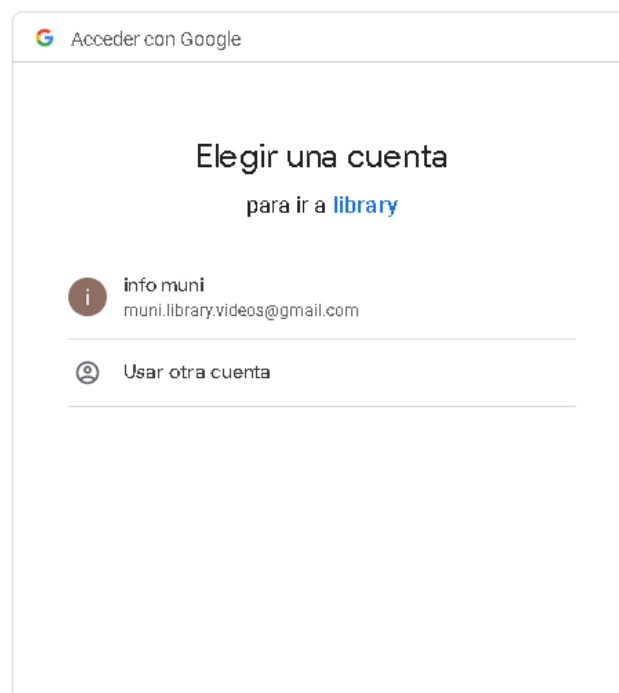 Acceder con Google
Elegir una cuenta
para ir a library
i
info muni
muni.library.videos@gmail.com
Usar otra cuenta